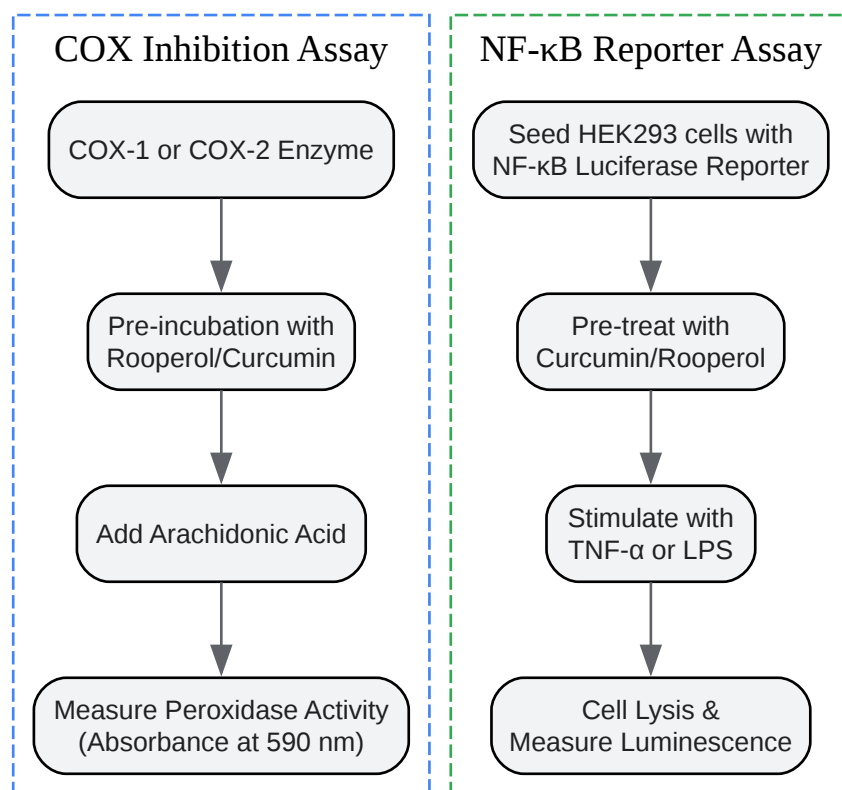 COX Inhibition Assay
COX-1 or COX-2 Enzyme
Pre-incubation with
Rooperol/Curcumin
Add Arachidonic Acid
Measure Peroxidase Activity
(Absorbance at 590 nm)
NF-κB Reporter Assay
Seed HEK293 cells with
NF-κB Luciferase Reporter
Pre-treat with
Curcumin/Rooperol
Stimulate with
TNF-α or LPS
Cell Lysis &
Measure Luminescence